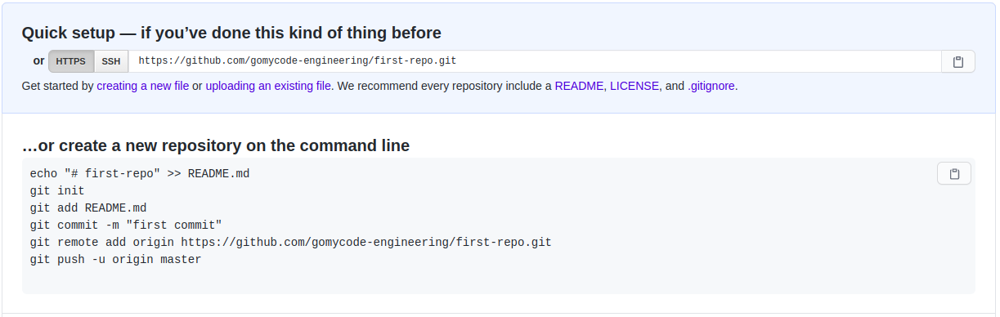 Quick setup — if you’ve done this kind of thing before
or HTTPS SSH https://github.com/gomycode-engineering/first-repo.git
Get started by creating a new file or uploading an existing file. We recommend every repository include a README, LICENSE, and .gitignore.
…or create a new repository on the command line
echo "# first-repo" >> README.md
git init
git add README.md
git commit -m "first commit"
git remote add origin https://github.com/gomycode-engineering/first-repo.git
git push -u origin master